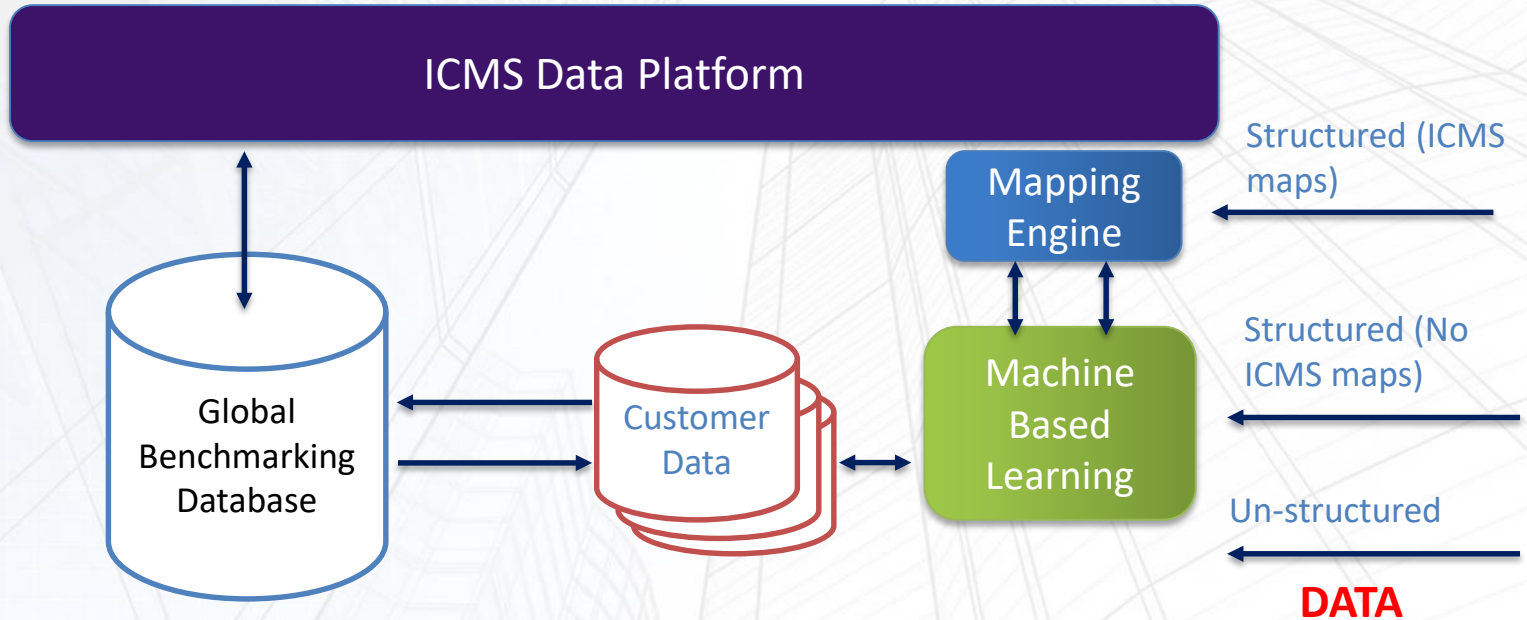 ICMS Data Platform
Structured (ICMS
maps)
Mapping
Engine
Structured (No
ICMS maps)
Machine
Based
Learning
Customer
Data
Global
Benchmarking
Database
Un-structured
DATA